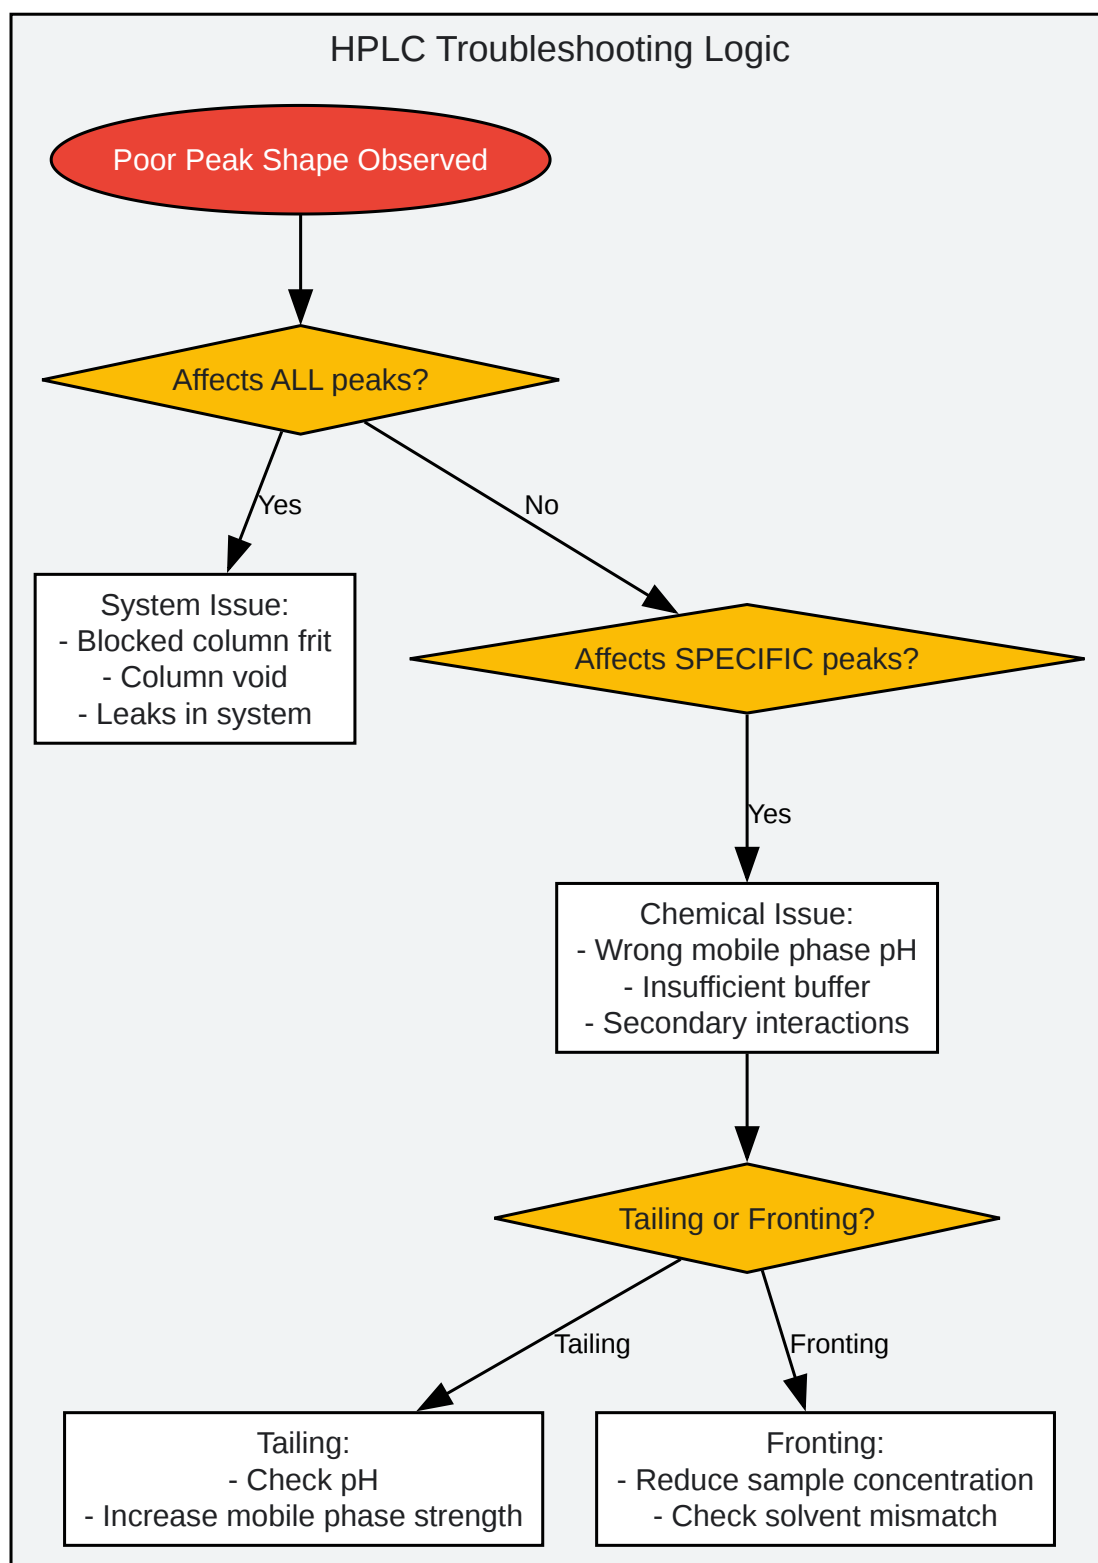 HPLC Troubleshooting Logic
Poor Peak Shape Observed
Affects ALL peaks?
Yes
No
System Issue:
- Blocked column frit
- Column void
- Leaks in system
Affects SPECIFIC peaks?
Yes
Chemical Issue:
- Wrong mobile phase pH
- Insufficient buffer
- Secondary interactions
Tailing or Fronting?
Tailing
Fronting
Tailing:
- Check pH
- Increase mobile phase strength
Fronting:
- Reduce sample concentration
- Check solvent mismatch